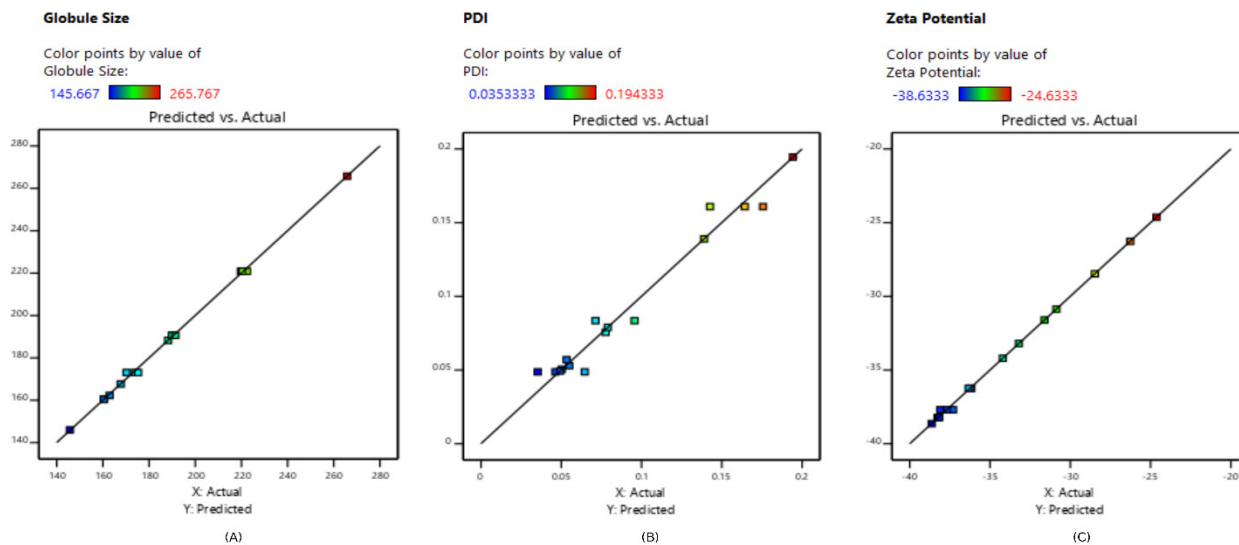 Globule Size
Color points by value of
Globule Size:
145.667 265.767
Predicted vs. Actual
280
260
240
220
200
180
160
140
140 160 180 200 220 240 260 280
X: Actual
Y: Predicted
(A)
PDI
Color points by value of
PDI:
0.0353333 0.194333
Predicted vs. Actual
0.2
0.15
0.1
0.05
0
0 0.05 0.1 0.15 0.2
X: Actual
Y: Predicted
(B)
Zeta Potential
Color points by value of
Zeta Potential:
-38.6333 -24.6333
Predicted vs. Actual
-20
-25
-30
-35
-40
-40 -35 -30 -25 -20
X: Actual
Y: Predicted
(C)